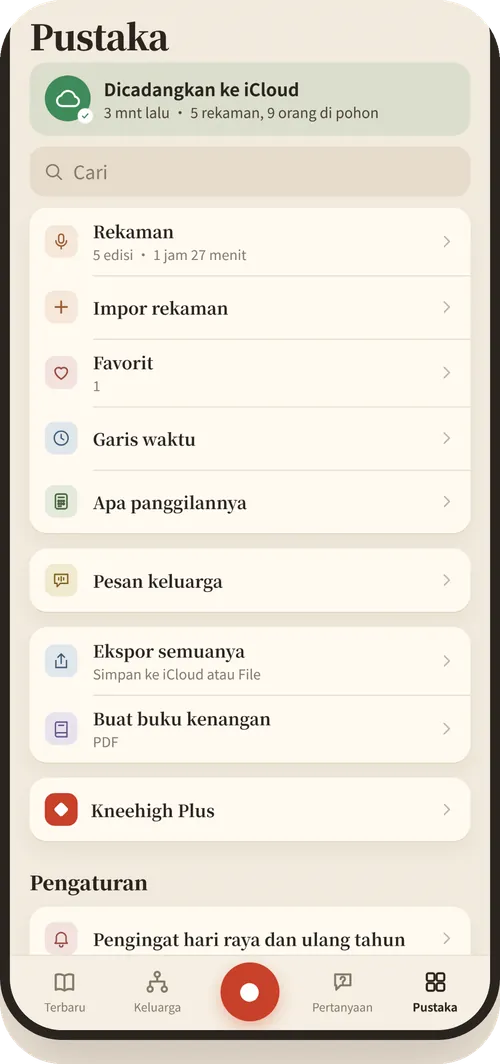 Pustaka
Dicadangkan ke iCloud
3 mnt lalu • 5 rekaman, 9 orang di pohon
Cari
Rekaman
5 edisi • 1 jam 27 menit
Impor rekaman
Favorit
1
Garis waktu
Apa panggilannya
Pesan keluarga
Ekspor semuanya
Simpan ke iCloud atau File
Buat buku kenangan
PDF
Kneehigh Plus
Pengaturan
Pengingat hari raya dan ulang tahun
Terbaru
Keluarga
Pertanyaan
Pustaka